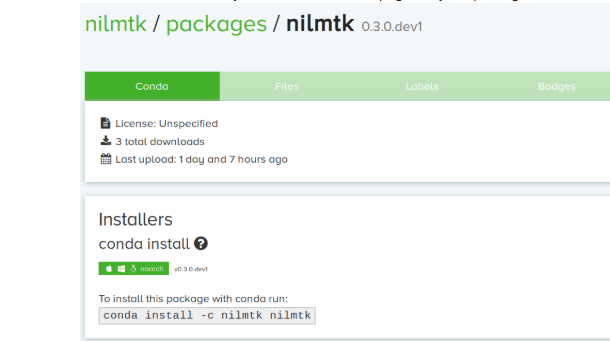 nilmtk / packages / nilmtk 0.3.0.dev1
Conda Files Labels Badges
License: Unspecified
3 total downloads
Last upload: 1 day and 7 hours ago
Installers
conda install ?
noarch v0.3.0.dev1
To install this package with conda run:
conda install -c nilmtk nilmtk